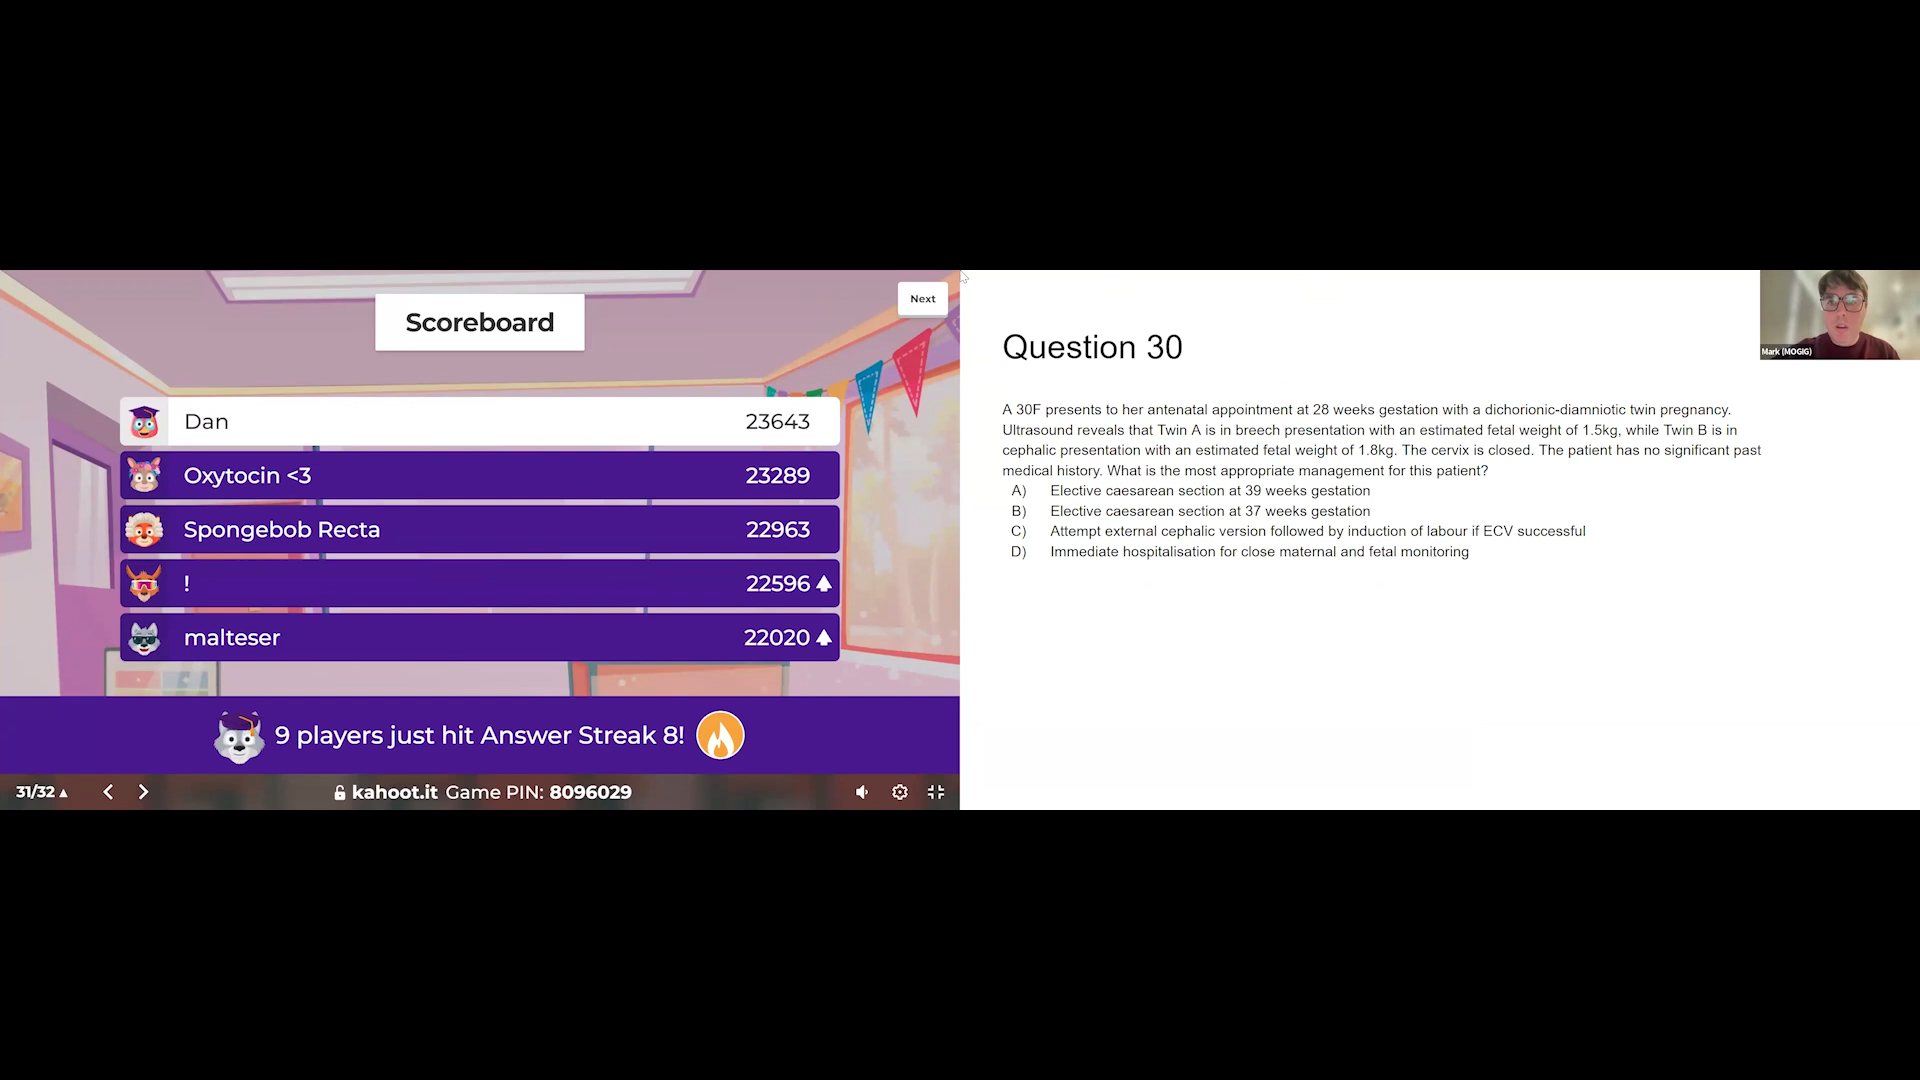 Next
Scoreboard
Dan 23643
Oxytocin <3 23289
Spongebob Recta 22963
! 22596
malteser 22020
9 players just hit Answer Streak 8!
31/32
kahoot.it Game PIN: 8096029
Mark (MOGIG)
Question 30
A 30F presents to her antenatal appointment at 28 weeks gestation with a dichorionic-diamniotic twin pregnancy.
Ultrasound reveals that Twin A is in breech presentation with an estimated fetal weight of 1.5kg, while Twin B is in
cephalic presentation with an estimated fetal weight of 1.8kg. The cervix is closed. The patient has no significant past
medical history. What is the most appropriate management for this patient?
A) Elective caesarean section at 39 weeks gestation
B) Elective caesarean section at 37 weeks gestation
C) Attempt external cephalic version followed by induction of labour if ECV successful
D) Immediate hospitalisation for close maternal and fetal monitoring